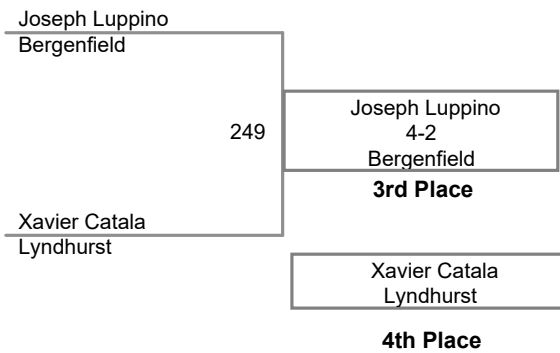 Joseph Luppino
Bergenfield
249
Joseph Luppino
4-2
Bergenfield
3rd Place
Xavier Catala
Lyndhurst
Xavier Catala
Lyndhurst
4th Place